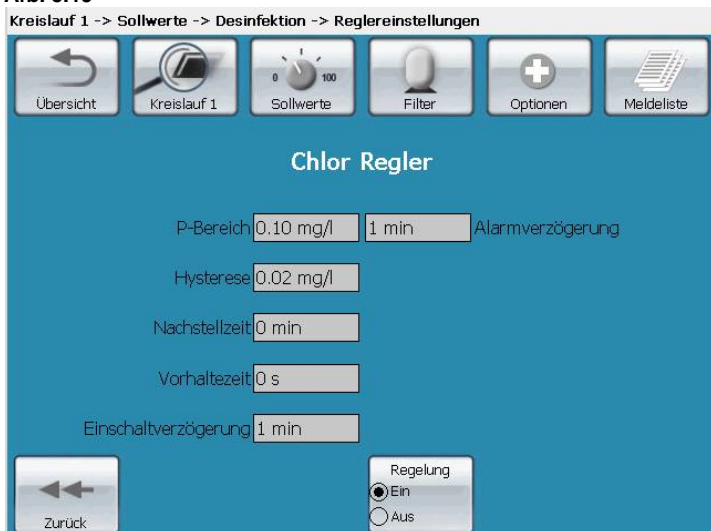 Kreislauf 1 -> Sollwerte -> Desinfektion -> Reglereinstellungen
Übersicht Kreislauf 1 0 100 Sollwerte Filter Optionen Meldeliste
Chlor Regler
P-Bereich 0.10 mg/l 1 min Alarmverzögerung
Hysterese 0.02 mg/l
Nachstellzeit 0 min
Vorhaltezeit 0 s
Einschaltverzögerung 1 min
Regelung
Ein
Aus
Zurück